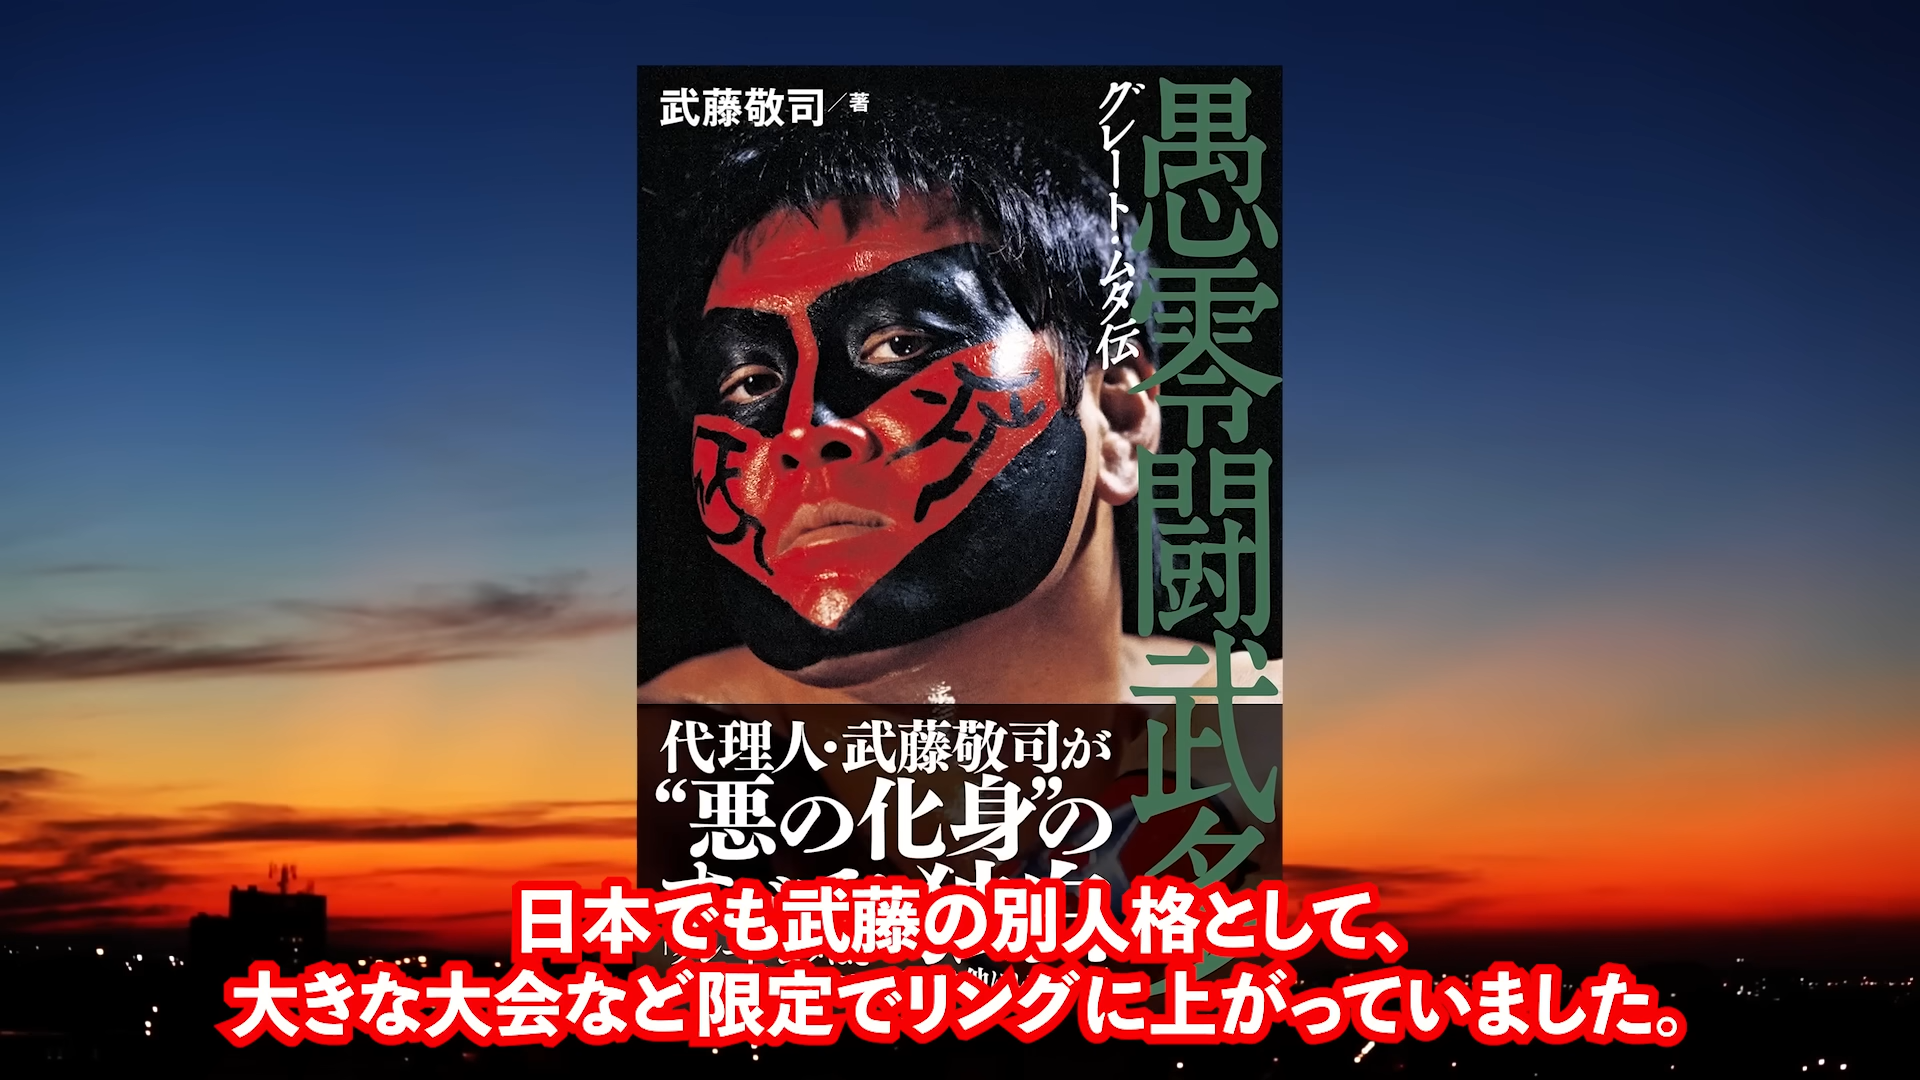 武藤敬司／著
愚零闘武多
グレート・ムタ伝
代理人・武藤敬司が
“悪の化身”の
日本でも武藤の別人格として、
大きな大会など限定でリングに上がっていました。